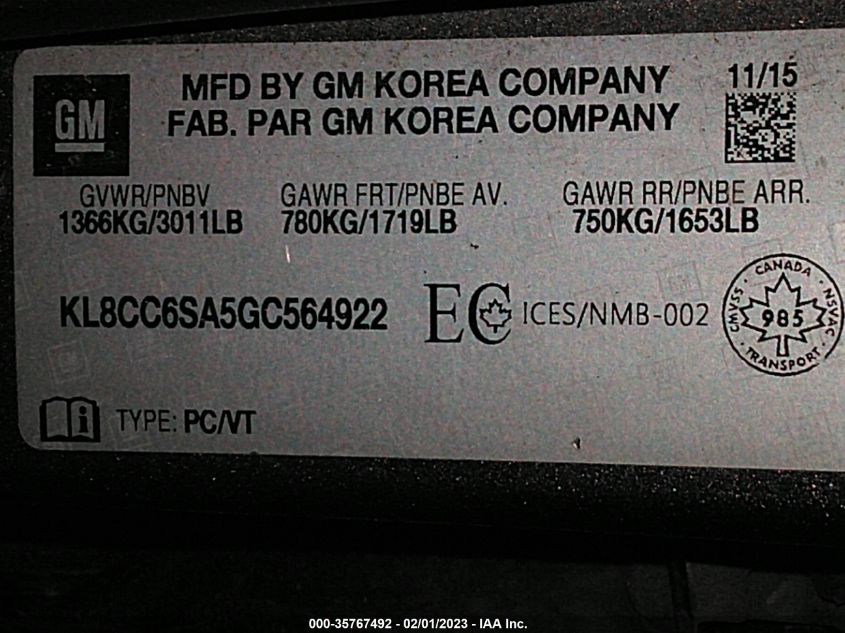 GM
MFD BY GM KOREA COMPANY
FAB. PAR GM KOREA COMPANY
11/15
GVWR/PNBV GAWR FRT/PNBE AV. GAWR RR/PNBE ARR.
1366KG/3011LB 780KG/1719LB 750KG/1653LB
KL8CC6SA5GC564922
EC ICES/NMB-002
CANADA
CMVSS 985 NSVAC
TRANSPORT
TYPE: PC/VT
000-35767492 - 02/01/2023 - IAA Inc.